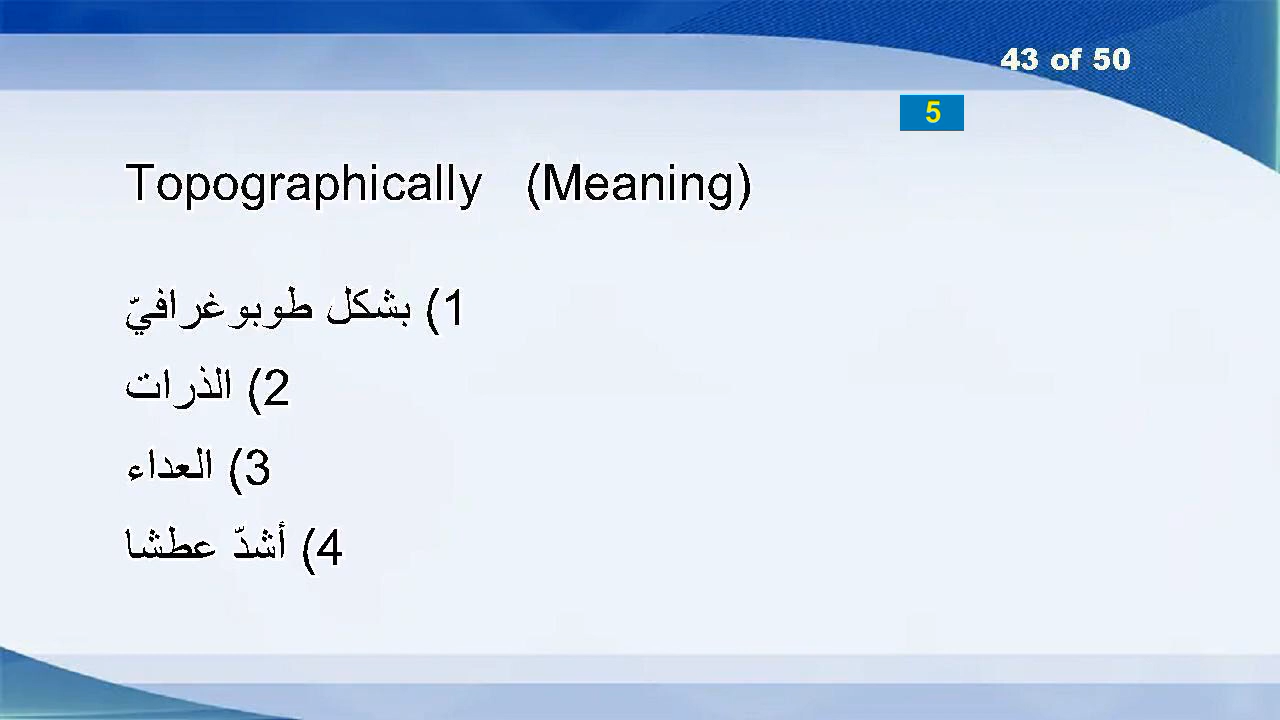 43 of 50
5
Topographically (Meaning)
1) بشكل طوبوغرافيّ
2) الذرات
3) العداء
4) أشدّ عطشا